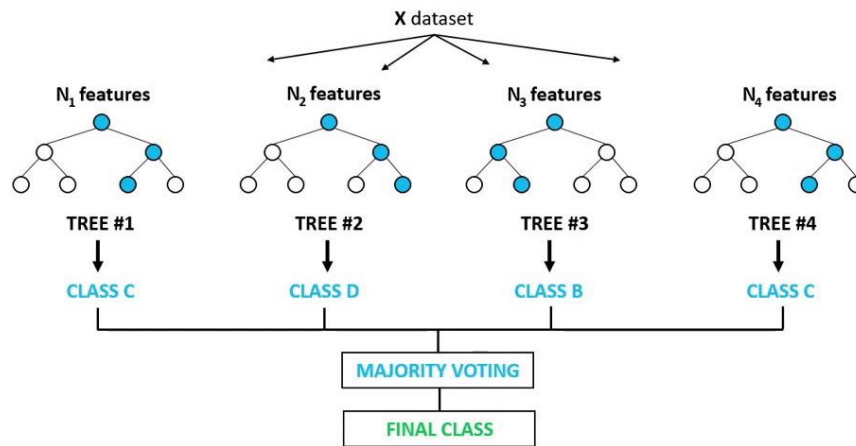 X dataset
N₁ features
N₂ features
N₃ features
N₄ features
TREE #1
TREE #2
TREE #3
TREE #4
CLASS C
CLASS D
CLASS B
CLASS C
MAJORITY VOTING
FINAL CLASS